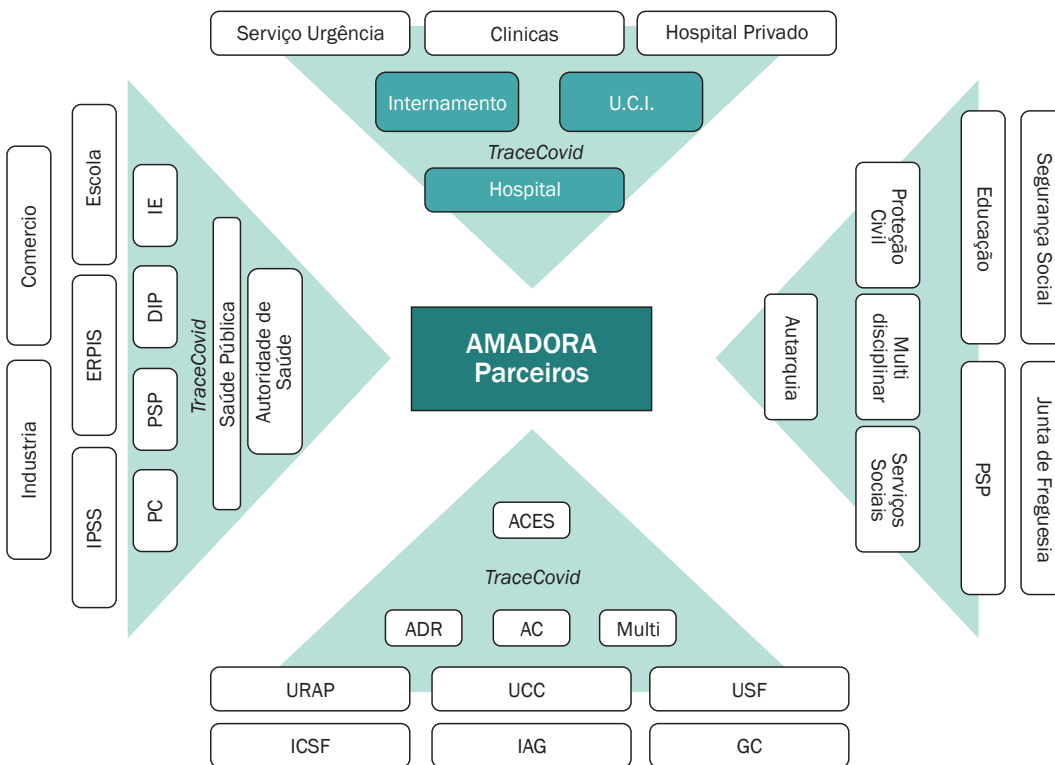 Serviço Urgência
Clinicas
Hospital Privado
Internamento
U.C.I.
TraceCovid
Hospital
Comercio
Industria
Escola
ERPIS
IPSS
IE
DIP
PSP
PC
TraceCovid
Saúde Pública
Autoridade de
Saúde
AMADORA
Parceiros
Autarquia
Proteção
Civil
Multi
disciplinar
Serviços
Sociais
Educação
PSP
Segurança Social
Junta de Freguesia
ACES
TraceCovid
ADR
AC
Multi
URAP
UCC
USF
ICSF
IAG
GC